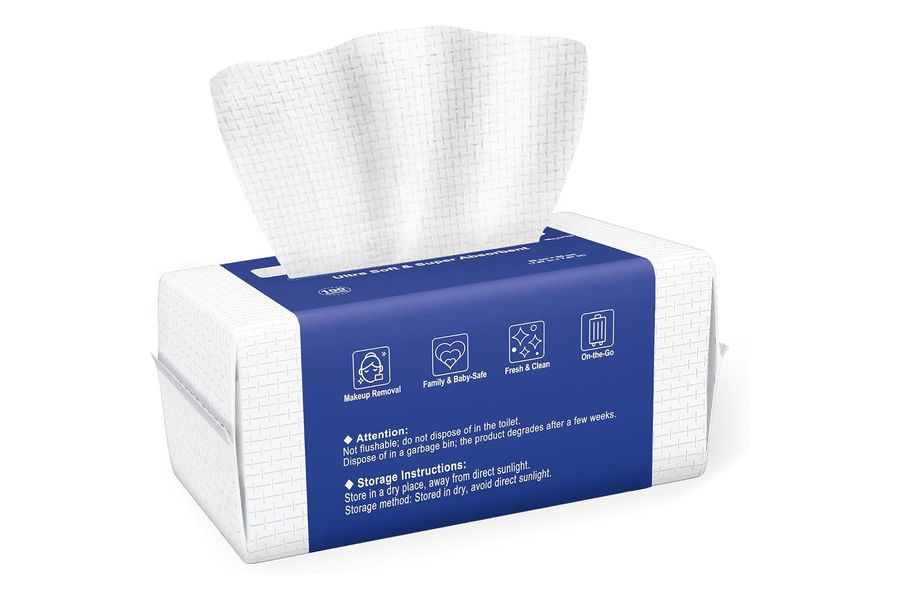 Ultra Soft & Super Absorbent
100
Makeup Removal
Family & Baby-Safe
Fresh & Clean
On-the-Go
◆ Attention:
Not flushable; do not dispose of in the toilet.
Dispose of in a garbage bin; the product degrades after a few weeks.
◆ Storage Instructions:
Store in a dry place, away from direct sunlight.
Storage method: Stored in dry, avoid direct sunlight.